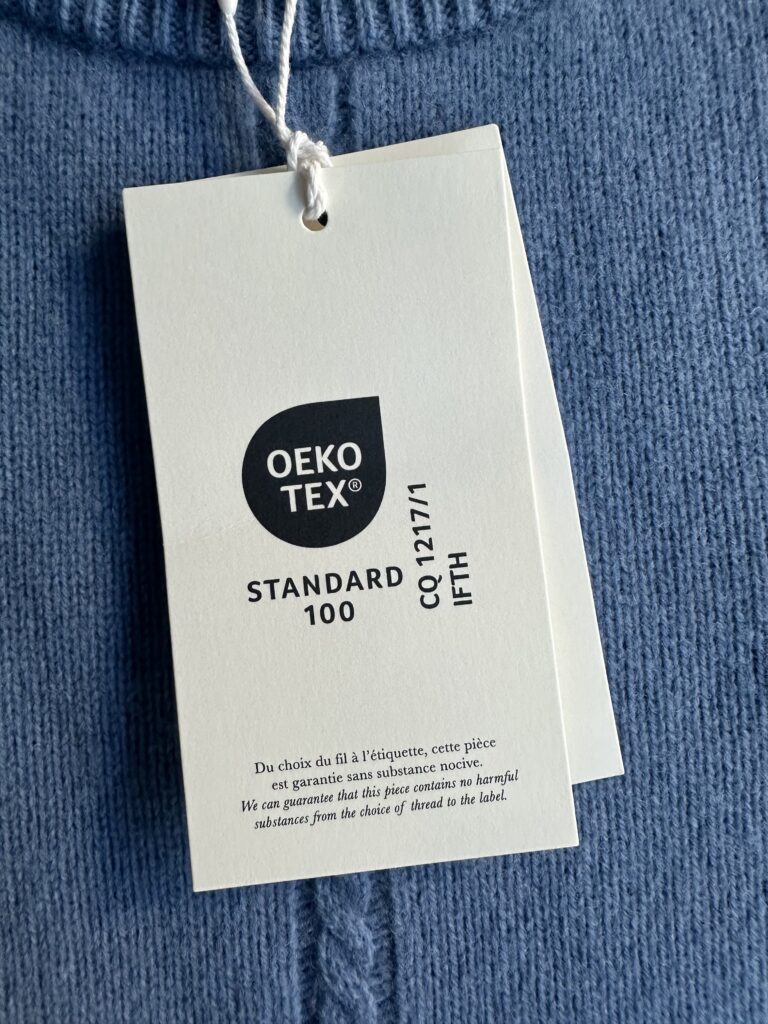 OEKO
TEX®
STANDARD
100
CQ 1217/1
IFTH
Du choix du fil à l'étiquette, cette pièce
est garantie sans substance nocive.
We can guarantee that this piece contains no harmful
substances from the choice of thread to the label.